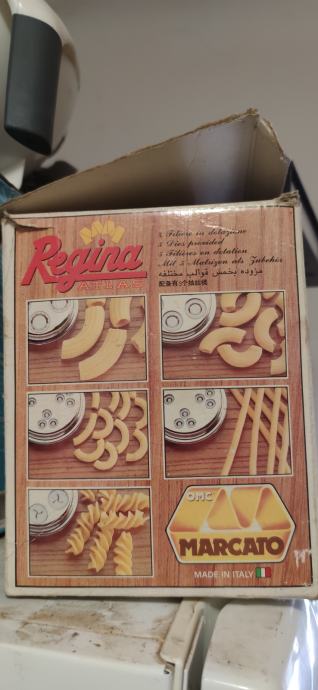 Regina
ATLAS
5 Filiere in dotazione
5 Dies provided
5 Filières en dotation
Mit 5 Matrizen als Zubehör
مزوده بخمس قوالب مختلفه
配备有5个抽丝模
OMC
MARCATO
MADE IN ITALY